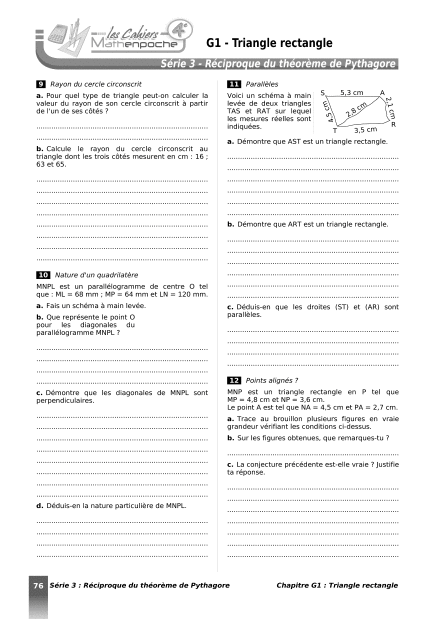 les Cahiers
Mathenpoche
4e
G1 - Triangle rectangle
Série 3 - Réciproque du théorème de Pythagore
9 Rayon du cercle circonscrit
a. Pour quel type de triangle peut-on calculer la
valeur du rayon de son cercle circonscrit à partir
de l'un de ses côtés ?
b. Calcule le rayon du cercle circonscrit au
triangle dont les trois côtés mesurent en cm : 16 ;
63 et 65.
10 Nature d'un quadrilatère
MNPL est un parallélogramme de centre O tel
que : ML = 68 mm ; MP = 64 mm et LN = 120 mm.
a. Fais un schéma à main levée.
b. Que représente le point O
pour les diagonales du
parallélogramme MNPL ?
c. Démontre que les diagonales de MNPL sont
perpendiculaires.
d. Déduis-en la nature particulière de MNPL.
11 Parallèles
Voici un schéma à main
levée de deux triangles
TAS et RAT sur lequel
les mesures réelles sont
indiquées.
S 5,3 cm A
4,5 cm 2,8 cm 2,1 cm
T 3,5 cm R
a. Démontre que AST est un triangle rectangle.
b. Démontre que ART est un triangle rectangle.
c. Déduis-en que les droites (ST) et (AR) sont
parallèles.
12 Points alignés ?
MNP est un triangle rectangle en P tel que
MP = 4,8 cm et NP = 3,6 cm.
Le point A est tel que NA = 4,5 cm et PA = 2,7 cm.
a. Trace au brouillon plusieurs figures en vraie
grandeur vérifiant les conditions ci-dessus.
b. Sur les figures obtenues, que remarques-tu ?
c. La conjecture précédente est-elle vraie ? Justifie
ta réponse.
76 Série 3 : Réciproque du théorème de Pythagore
Chapitre G1 : Triangle rectangle